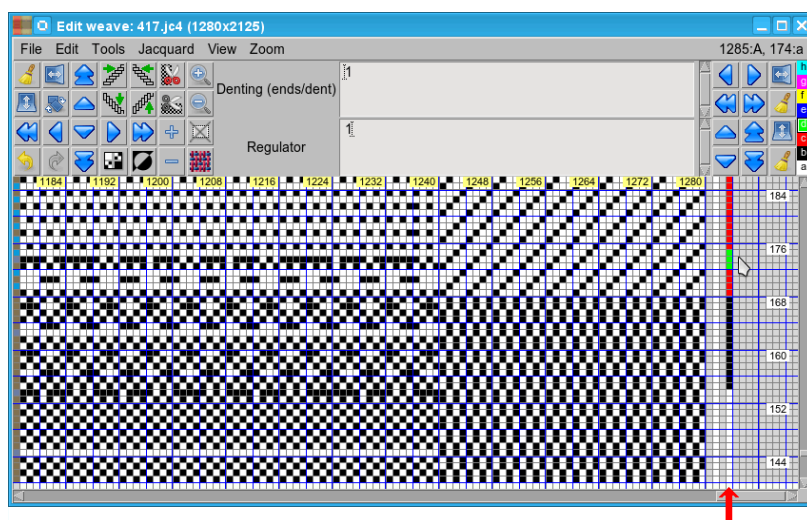 Edit weave: 417.jc4 (1280x2125)
File Edit Tools Jacquard View Zoom 1285:A, 174:a
Denting (ends/dent) 1
Regulator 1
h
g
f
e
d
c
b
a
1184 1192 1200 1208 1216 1224 1232 1240 1248 1256 1264 1272 1280
184
176
168
160
152
144